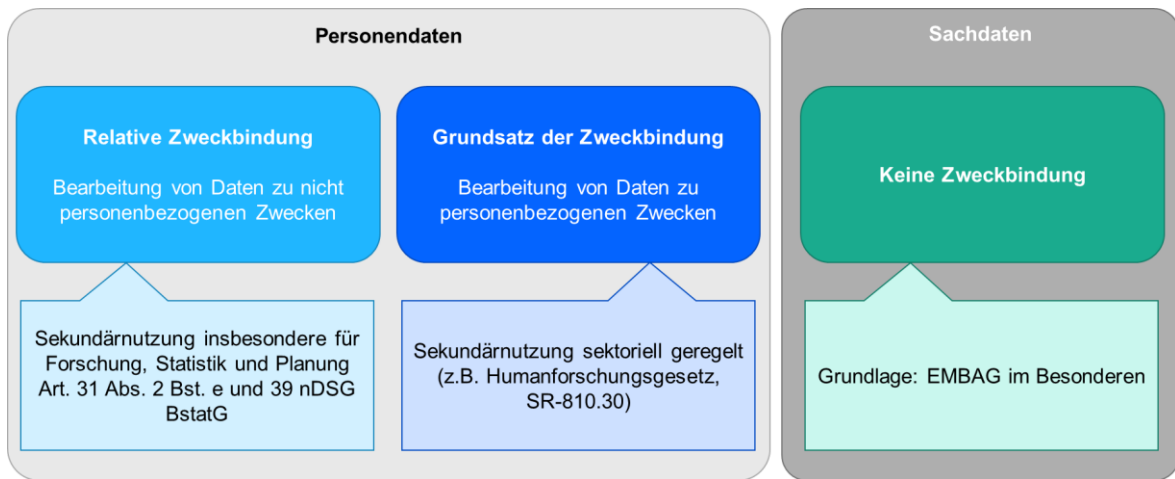 Personendaten
Relative Zweckbindung
Bearbeitung von Daten zu nicht
personenbezogenen Zwecken
Sekundärnutzung insbesondere für
Forschung, Statistik und Planung
Art. 31 Abs. 2 Bst. e und 39 nDSG
BstatG
Grundsatz der Zweckbindung
Bearbeitung von Daten zu
personenbezogenen Zwecken
Sekundärnutzung sektoriell geregelt
(z.B. Humanforschungsgesetz,
SR-810.30)
Sachdaten
Keine Zweckbindung
Grundlage: EMBAG im Besonderen